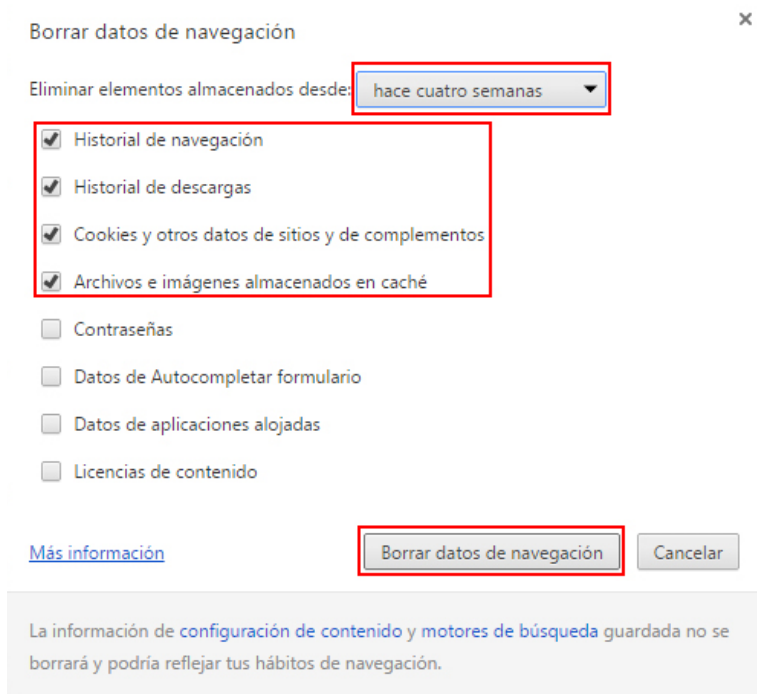 Borrar datos de navegación
Eliminar elementos almacenados desde: hace cuatro semanas
Historial de navegación
Historial de descargas
Cookies y otros datos de sitios y de complementos
Archivos e imágenes almacenados en caché
Contraseñas
Datos de Autocompletar formulario
Datos de aplicaciones alojadas
Licencias de contenido
Más información Borrar datos de navegación Cancelar
La información de configuración de contenido y motores de búsqueda guardada no se
borrará y podría reflejar tus hábitos de navegación.